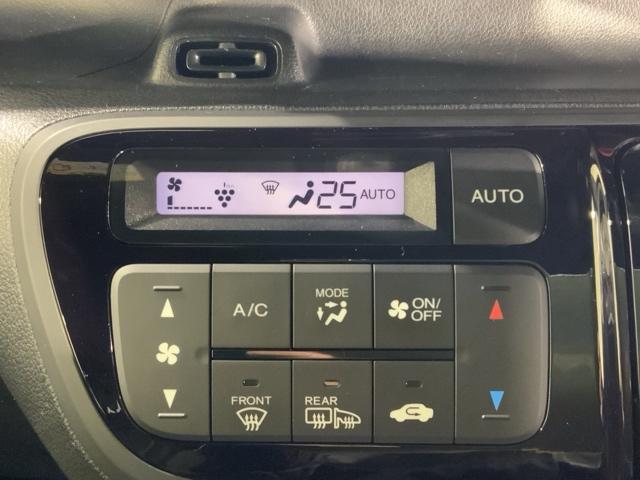 25 AUTO
AUTO
A/C
MODE
ON/
OFF
FRONT
REAR